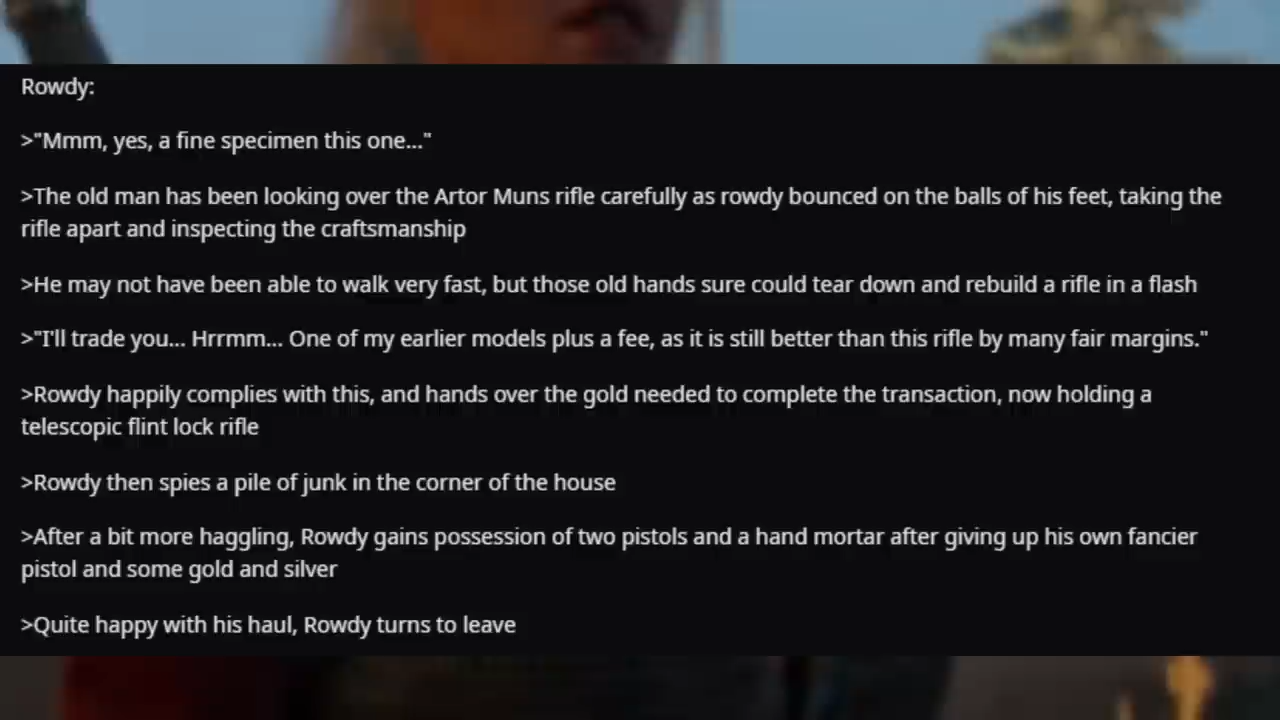 Rowdy:
>"Mmm, yes, a fine specimen this one..."
>The old man has been looking over the Artor Muns rifle carefully as rowdy bounced on the balls of his feet, taking the
rifle apart and inspecting the craftsmanship
>He may not have been able to walk very fast, but those old hands sure could tear down and rebuild a rifle in a flash
>"I'll trade you... Hrrmm... One of my earlier models plus a fee, as it is still better than this rifle by many fair margins."
>Rowdy happily complies with this, and hands over the gold needed to complete the transaction, now holding a
telescopic flint lock rifle
>Rowdy then spies a pile of junk in the corner of the house
>After a bit more haggling, Rowdy gains possession of two pistols and a hand mortar after giving up his own fancier
pistol and some gold and silver
>Quite happy with his haul, Rowdy turns to leave